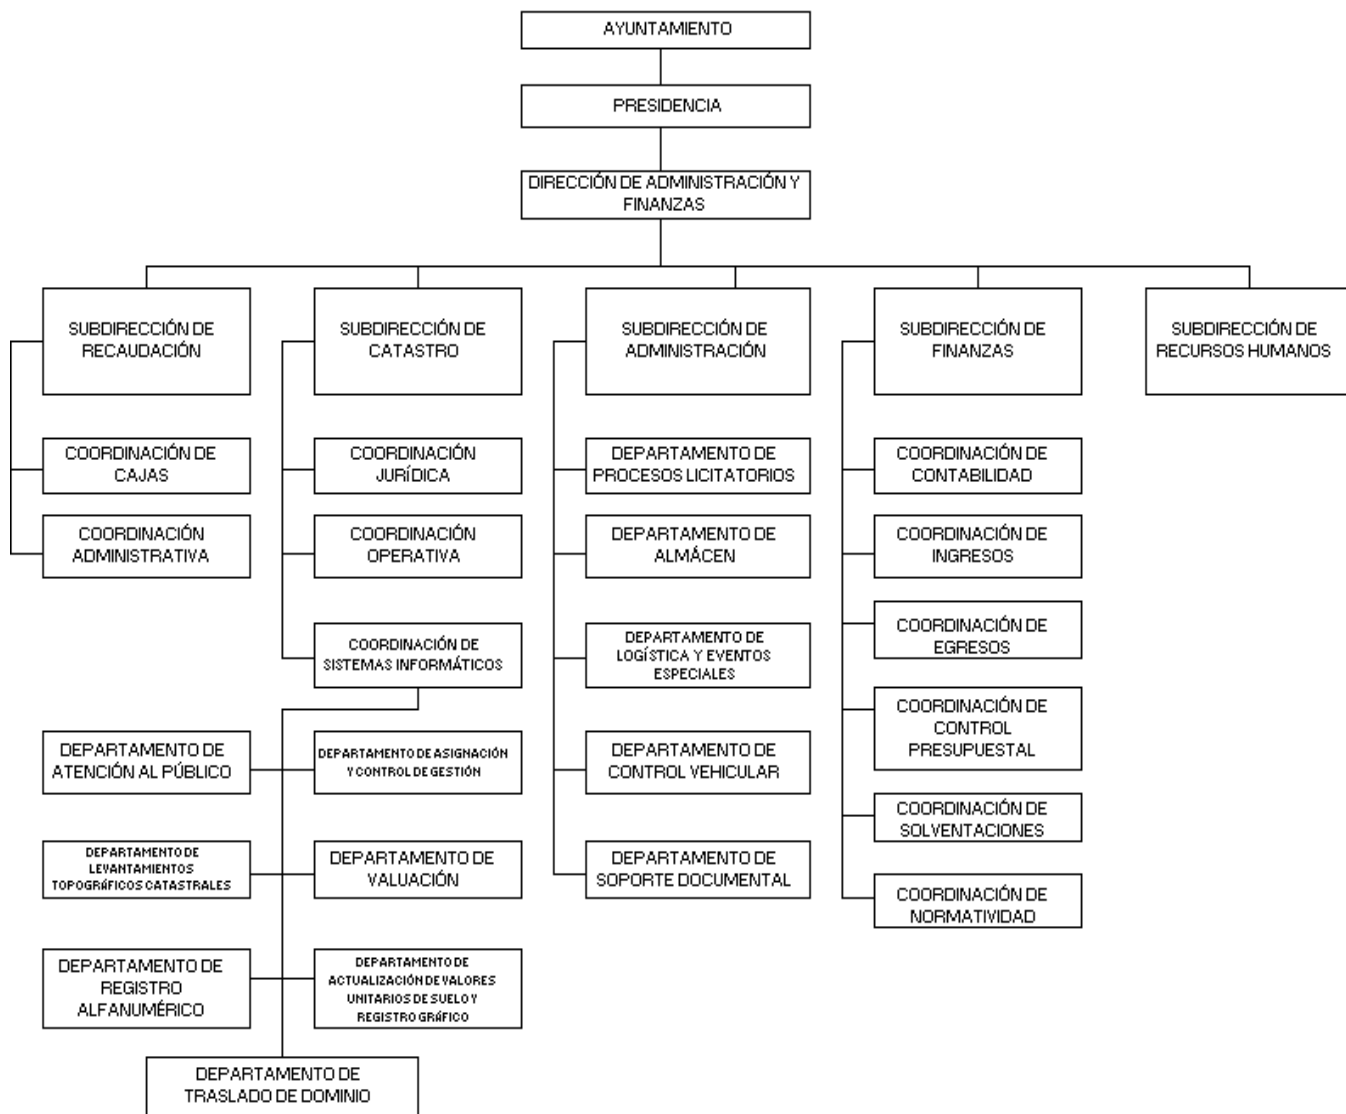 AYUNTAMIENTO
PRESIDENCIA
DIRECCIÓN DE ADMINISTRACIÓN Y
FINANZAS
SUBDIRECCIÓN DE
RECAUDACIÓN
SUBDIRECCIÓN DE
CATASTRO
SUBDIRECCIÓN DE
ADMINISTRACIÓN
SUBDIRECCIÓN DE
FINANZAS
SUBDIRECCIÓN DE
RECURSOS HUMANOS
COORDINACIÓN DE
CAJAS
COORDINACIÓN
JURÍDICA
DEPARTAMENTO DE
PROCESOS LICITATORIOS
COORDINACIÓN DE
CONTABILIDAD
COORDINACIÓN
ADMINISTRATIVA
COORDINACIÓN
OPERATIVA
DEPARTAMENTO DE
ALMÁCEN
COORDINACIÓN DE
INGRESOS
COORDINACIÓN DE
SISTEMAS INFORMÁTICOS
DEPARTAMENTO DE
LOGÍSTICA Y EVENTOS
ESPECIALES
COORDINACIÓN DE
EGRESOS
COORDINACIÓN DE
CONTROL
PRESUPUESTAL
DEPARTAMENTO DE
ATENCIÓN AL PÚBLICO
DEPARTAMENTO DE ASIGNACIÓN
Y CONTROL DE GESTIÓN
DEPARTAMENTO DE
CONTROL VEHICULAR
COORDINACIÓN DE
SOLVENTACIONES
DEPARTAMENTO DE
LEVANTAMIENTOS
TOPOGRÁFICOS CATASTRALES
DEPARTAMENTO DE
VALUACIÓN
DEPARTAMENTO DE
SOPORTE DOCUMENTAL
COORDINACIÓN DE
NORMATIVIDAD
DEPARTAMENTO DE
REGISTRO
ALFANUMÉRICO
DEPARTAMENTO DE
ACTUALIZACIÓN DE VALORES
UNITARIOS DE SUELO Y
REGISTRO GRÁFICO
DEPARTAMENTO DE
TRASLADO DE DOMINIO